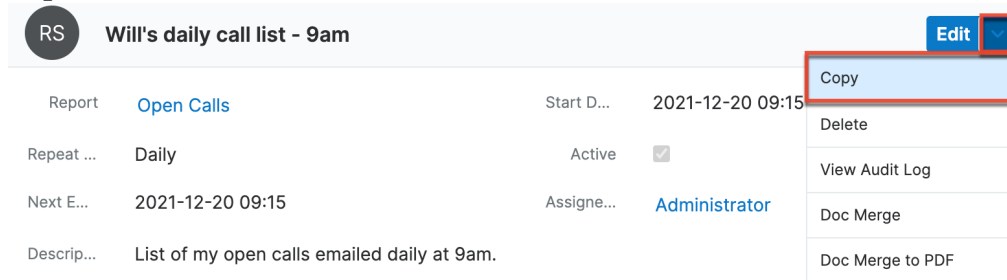 RS Will's daily call list - 9am Edit
Copy
Report Open Calls Start D... 2021-12-20 09:15
Delete
Repeat ... Daily Active
View Audit Log
Next E... 2021-12-20 09:15 Assigne... Administrator
Doc Merge
Descrip... List of my open calls emailed daily at 9am.
Doc Merge to PDF